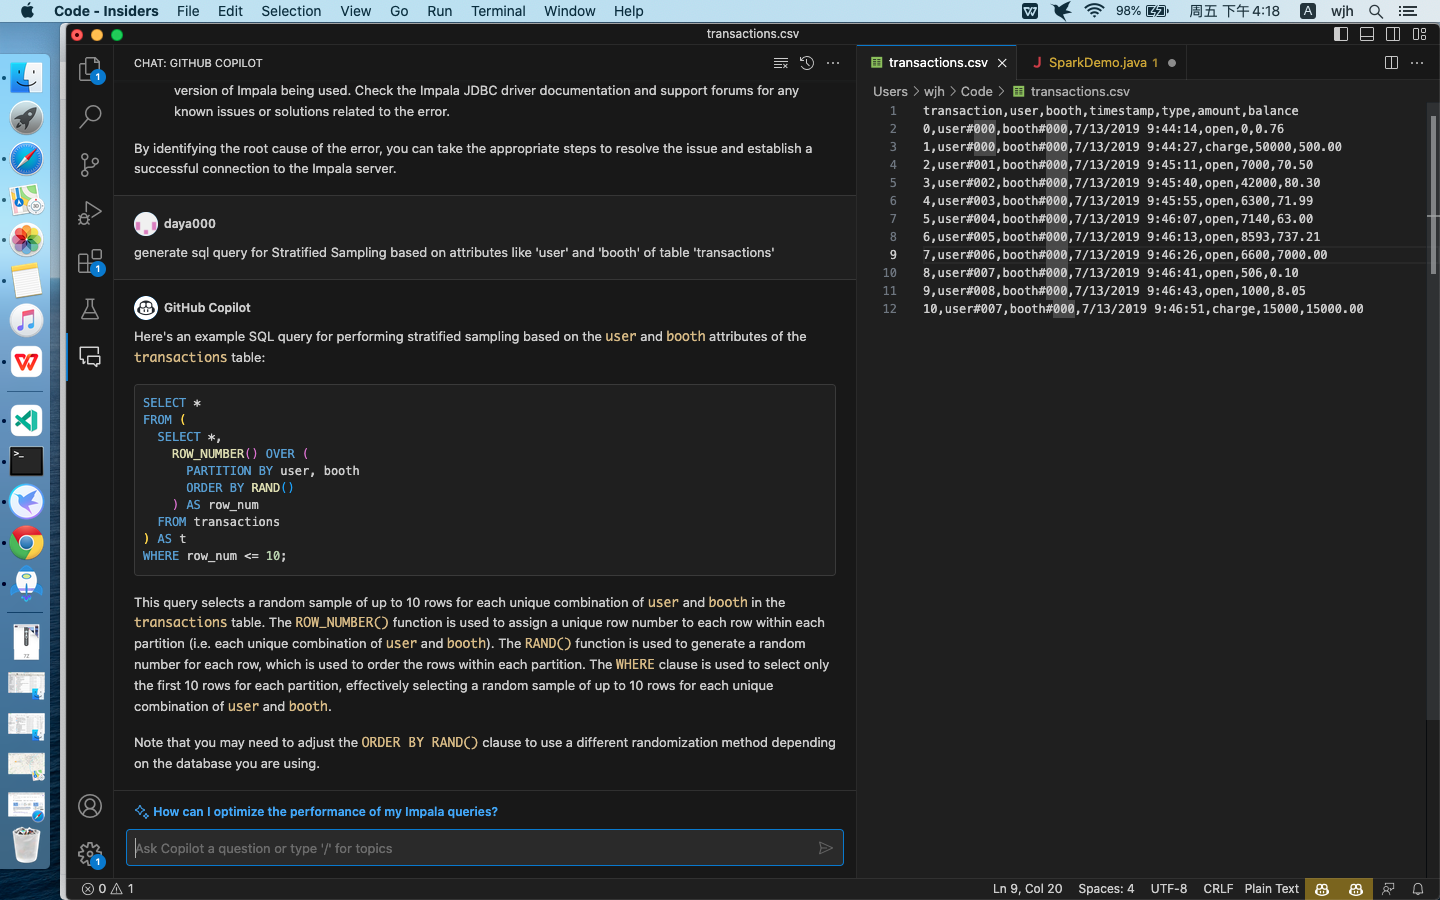 Code - Insiders File Edit Selection View Go Run Terminal Window Help 98% 周五 下午4:18 A wjh
transactions.csv
CHAT: GITHUB COPILOT
version of Impala being used. Check the Impala JDBC driver documentation and support forums for any
known issues or solutions related to the error.
By identifying the root cause of the error, you can take the appropriate steps to resolve the issue and establish a
successful connection to the Impala server.
daya000
generate sql query for Stratified Sampling based on attributes like 'user' and 'booth' of table 'transactions'
GitHub Copilot
Here's an example SQL query for performing stratified sampling based on the user and booth attributes of the
transactions table:
SELECT *
FROM (
SELECT *,
ROW_NUMBER() OVER (
PARTITION BY user, booth
ORDER BY RAND()
) AS row_num
FROM transactions
) AS t
WHERE row_num <= 10;
This query selects a random sample of up to 10 rows for each unique combination of user and booth in the
transactions table. The ROW_NUMBER() function is used to assign a unique row number to each row within each
partition (i.e. each unique combination of user and booth). The RAND() function is used to generate a random
number for each row, which is used to order the rows within each partition. The WHERE clause is used to select only
the first 10 rows for each partition, effectively selecting a random sample of up to 10 rows for each unique
combination of user and booth.
Note that you may need to adjust the ORDER BY RAND() clause to use a different randomization method depending
on the database you are using.
How can I optimize the performance of my Impala queries?
Ask Copilot a question or type '/' for topics
transactions.csv
J SparkDemo.java 1
Users > wjh > Code > transactions.csv
1 transaction,user,booth,timestamp,type,amount,balance
2 0,user#000,booth#000,7/13/2019 9:44:14,open,0,0.76
3 1,user#000,booth#000,7/13/2019 9:44:27,charge,50000,500.00
4 2,user#001,booth#000,7/13/2019 9:45:11,open,7000,70.50
5 3,user#002,booth#000,7/13/2019 9:45:40,open,42000,80.30
6 4,user#003,booth#000,7/13/2019 9:45:55,open,6300,71.99
7 5,user#004,booth#000,7/13/2019 9:46:07,open,7140,63.00
8 6,user#005,booth#000,7/13/2019 9:46:13,open,8593,737.21
9 7,user#006,booth#000,7/13/2019 9:46:26,open,6600,7000.00
10 8,user#007,booth#000,7/13/2019 9:46:41,open,506,0.10
11 9,user#008,booth#000,7/13/2019 9:46:43,open,1000,8.05
12 10,user#007,booth#000,7/13/2019 9:46:51,charge,15000,15000.00
1
1
1
0 1 Ln 9, Col 20 Spaces: 4 UTF-8 CRLF Plain Text